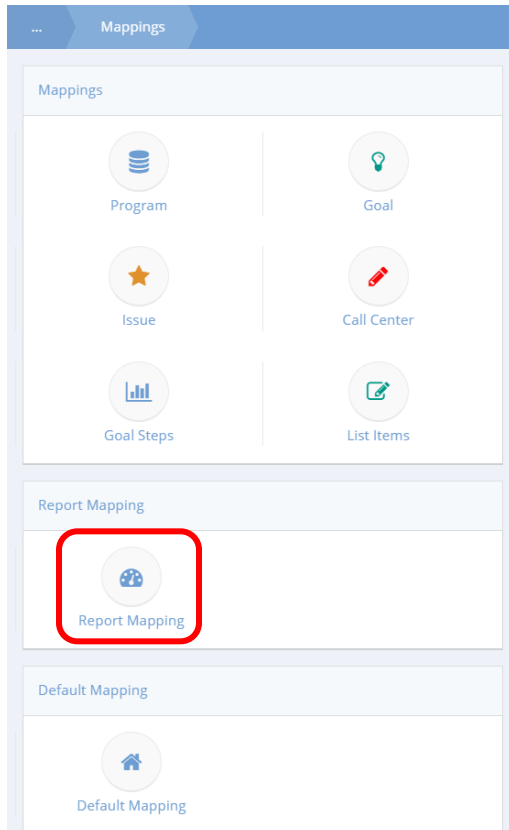 ... Mappings
Mappings
Program Goal
Issue Call Center
Goal Steps List Items
Report Mapping
Report Mapping
Default Mapping
Default Mapping